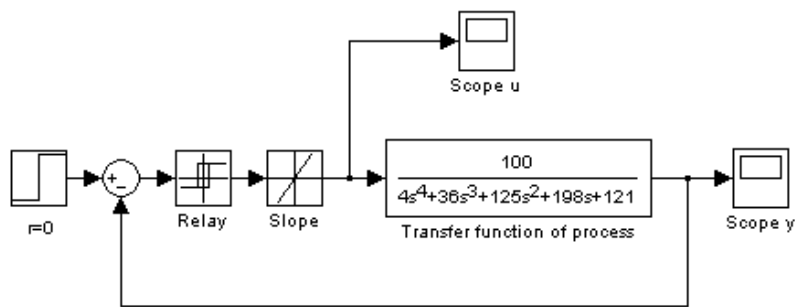 Scope u
+
−
100
4s⁴+36s³+125s²+198s+121
r=0
Relay
Slope
Transfer function of process
Scope y